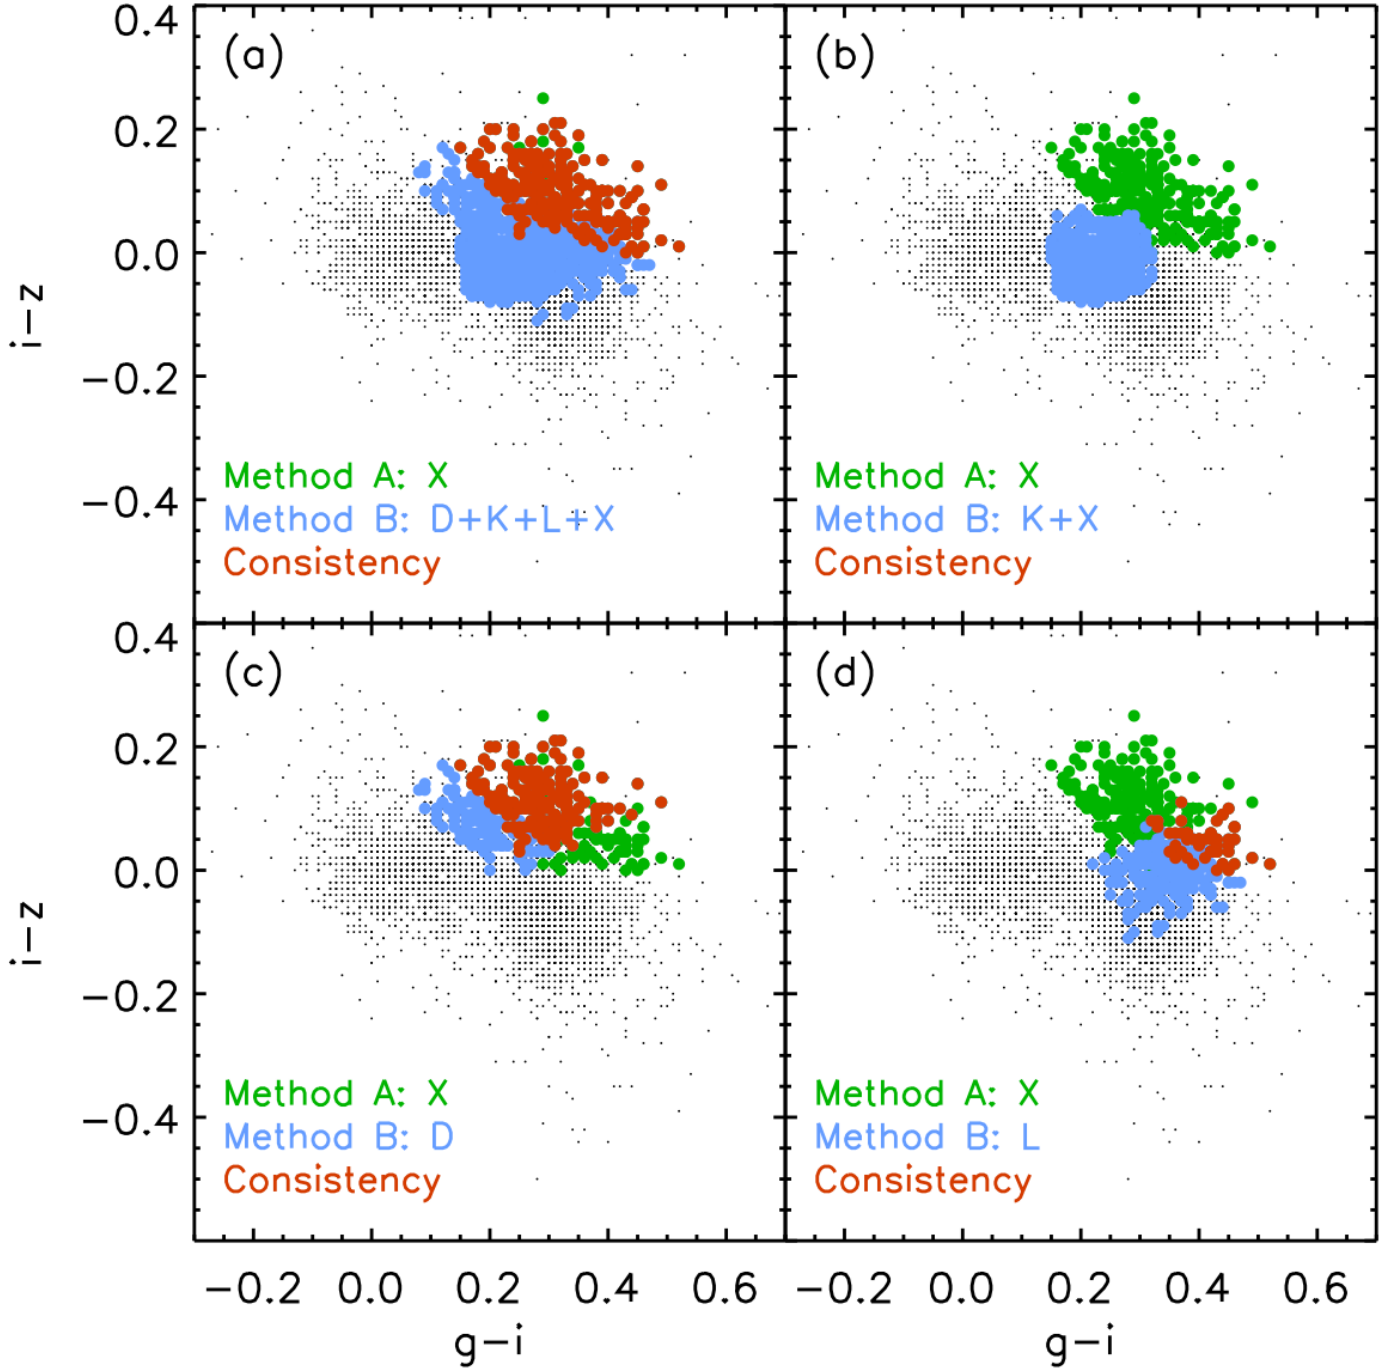 0.4
(a)
(b)
0.2
0.0
−0.2
−0.4
i−z
Method A: X
Method B: D+K+L+X
Consistency
Method A: X
Method B: K+X
Consistency
0.4
(c)
(d)
0.2
0.0
−0.2
−0.4
i−z
Method A: X
Method B: D
Consistency
Method A: X
Method B: L
Consistency
−0.2 0.0 0.2 0.4 0.6
−0.2 0.0 0.2 0.4 0.6
g−i
g−i